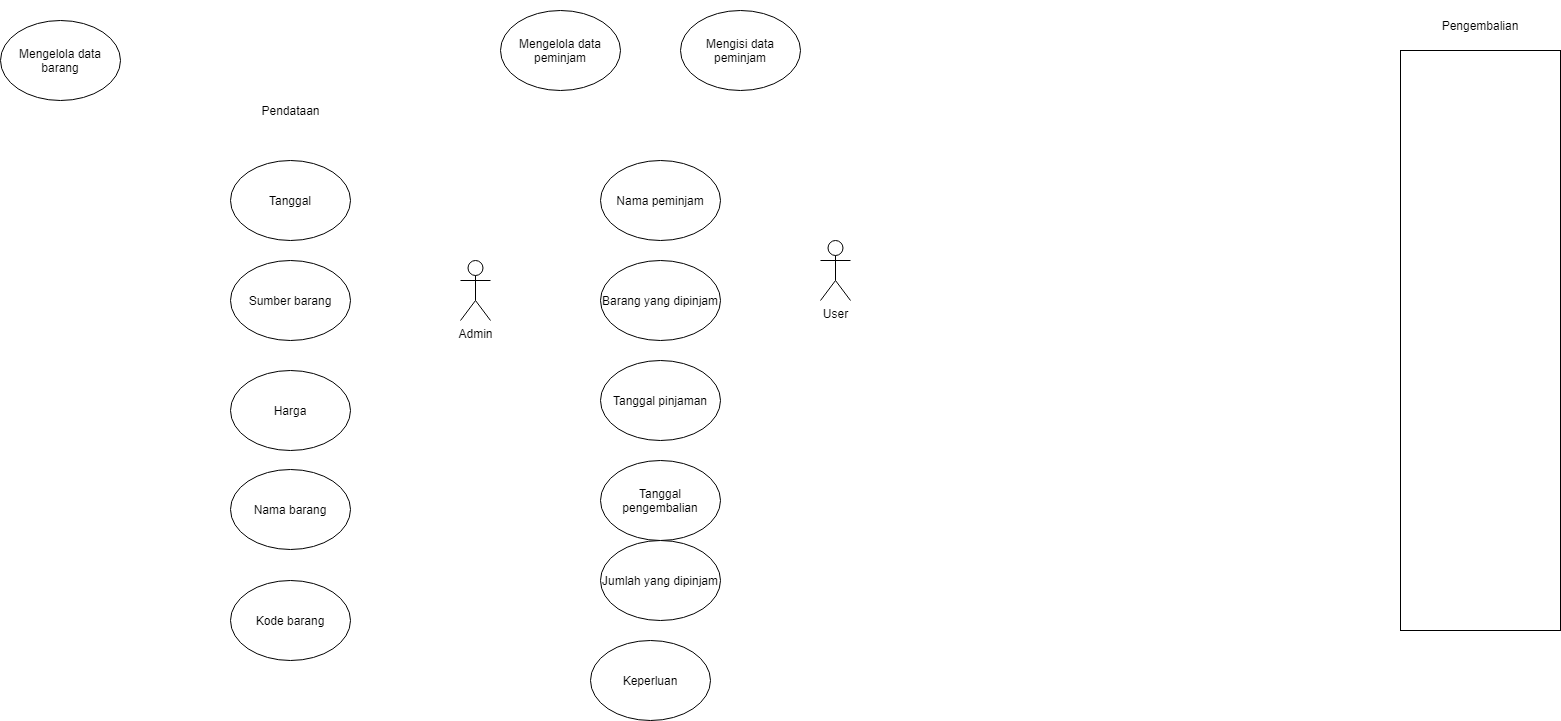 Mengelola data
barang
Mengelola data
peminjam
Mengisi data
peminjam
Pengembalian
Pendataan
Tanggal
Nama peminjam
Sumber barang
Admin
Barang yang dipinjam
User
Harga
Tanggal pinjaman
Nama barang
Tanggal
pengembalian
Jumlah yang dipinjam
Kode barang
Keperluan